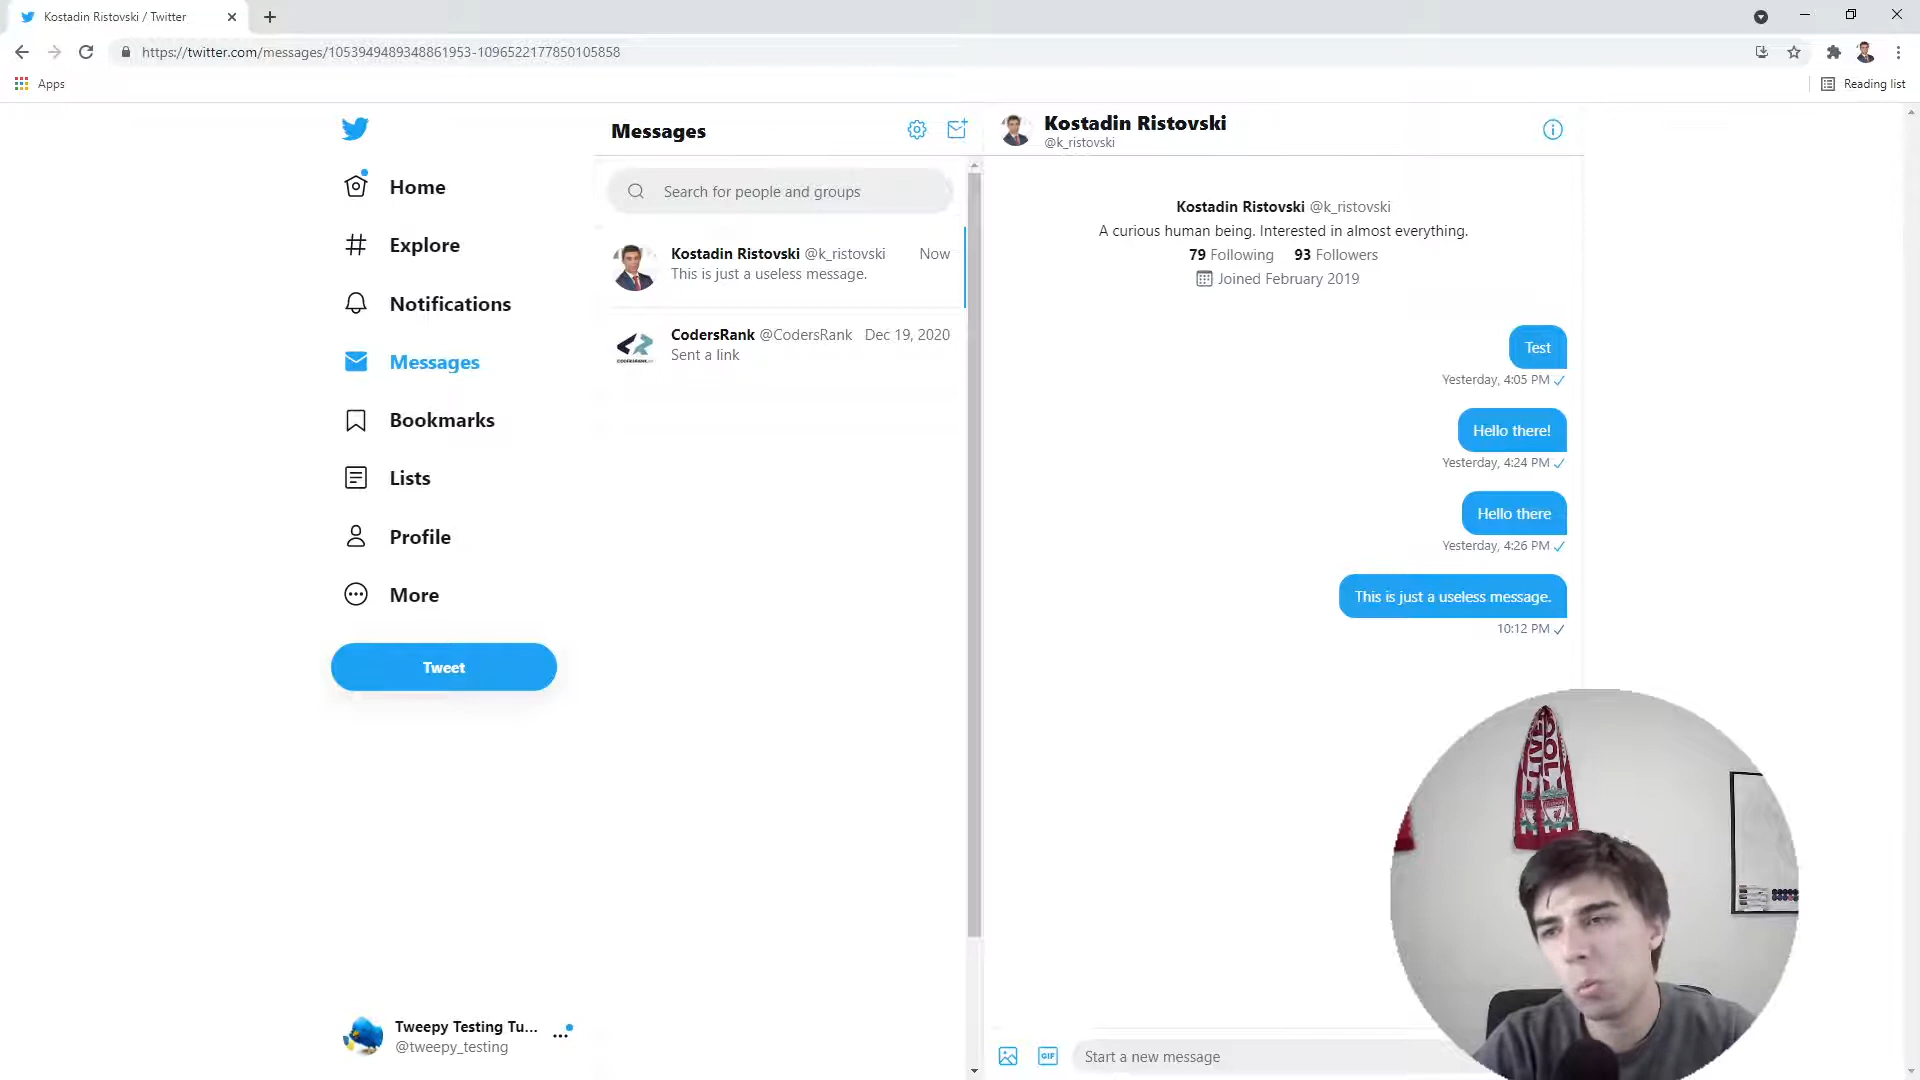 Kostadin Ristovski / Twitter
https://twitter.com/messages/1053949489348861953-1096522177850105858
Apps
Reading list
Home
Explore
Notifications
Messages
Bookmarks
Lists
Profile
More
Tweet
Tweepy Testing Tu...
@tweepy_testing
Messages
Search for people and groups
Kostadin Ristovski @k_ristovski Now
This is just a useless message.
CodersRank @CodersRank Dec 19, 2020
Sent a link
Kostadin Ristovski
@k_ristovski
Kostadin Ristovski @k_ristovski
A curious human being. Interested in almost everything.
79 Following 93 Followers
Joined February 2019
Test
Yesterday, 4:05 PM
Hello there!
Yesterday, 4:24 PM
Hello there
Yesterday, 4:26 PM
This is just a useless message.
10:12 PM
GIF
Start a new message